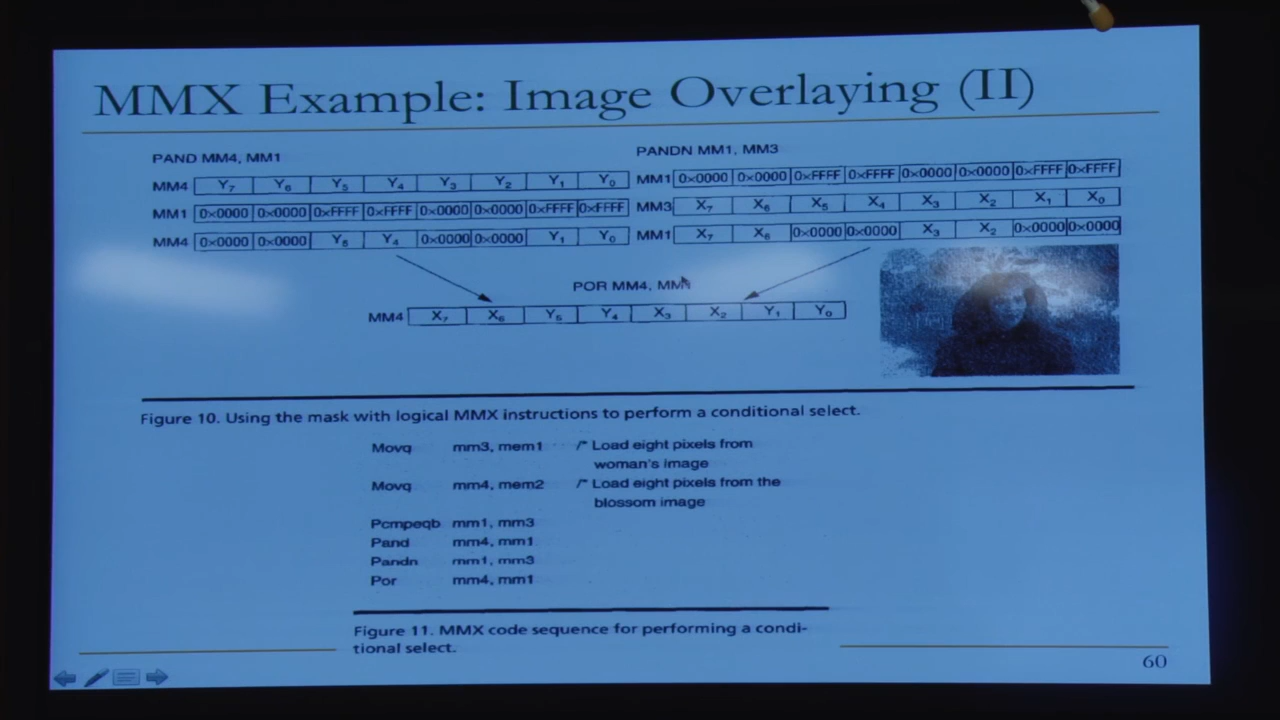 MMX Example: Image Overlaying (II)
PAND MM4, MM1
MM4 Y7 Y6 Y5 Y4 Y3 Y2 Y1 Y0
MM1 0x0000 0x0000 0xFFFF 0xFFFF 0x0000 0x0000 0xFFFF 0xFFFF
MM4 0x0000 0x0000 Y5 Y4 0x0000 0x0000 Y1 Y0
PANDN MM1, MM3
MM1 0x0000 0x0000 0xFFFF 0xFFFF 0x0000 0x0000 0xFFFF 0xFFFF
MM3 X7 X6 X5 X4 X3 X2 X1 X0
MM1 X7 X6 0x0000 0x0000 X3 X2 0x0000 0x0000
POR MM4,
MM4 X7 X6 Y5 Y4 X3 X2 Y1 Y0
Figure 10. Using the mask with logical MMX instructions to perform a conditional select.
Movq mm3, mem1 /* Load eight pixels from
woman's image
Movq mm4, mem2 /* Load eight pixels from the
blossom image
Pcmpeqb mm1, mm3
Pand mm4, mm1
Pandn mm1, mm3
Por mm4, mm1
Figure 11. MMX code sequence for performing a condi-
tional select.
60